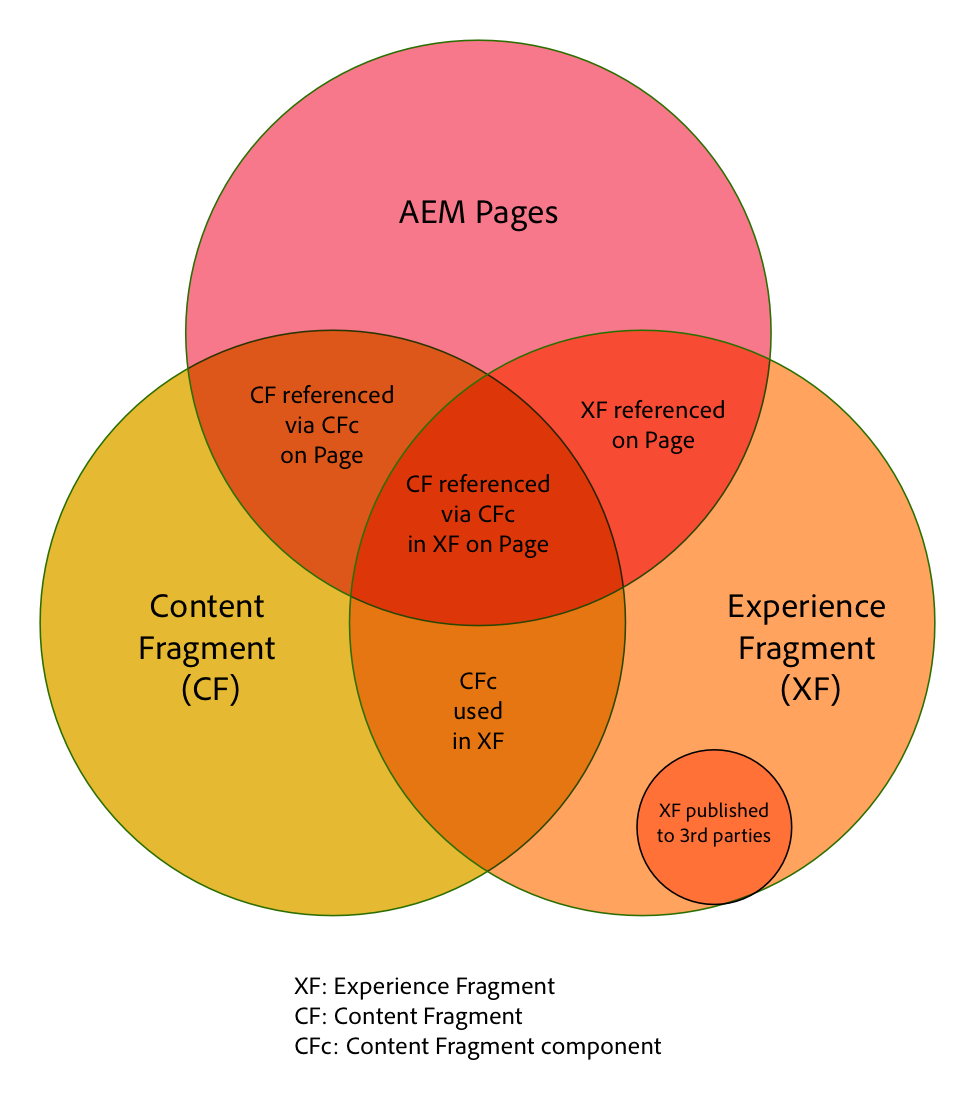 AEM Pages
CF referenced
via CFc
on Page
XF referenced
on Page
CF referenced
via CFc
in XF on Page
Content
Fragment
(CF)
Experience
Fragment
(XF)
CFc
used
in XF
XF published
to 3rd parties
XF: Experience Fragment
CF: Content Fragment
CFc: Content Fragment component